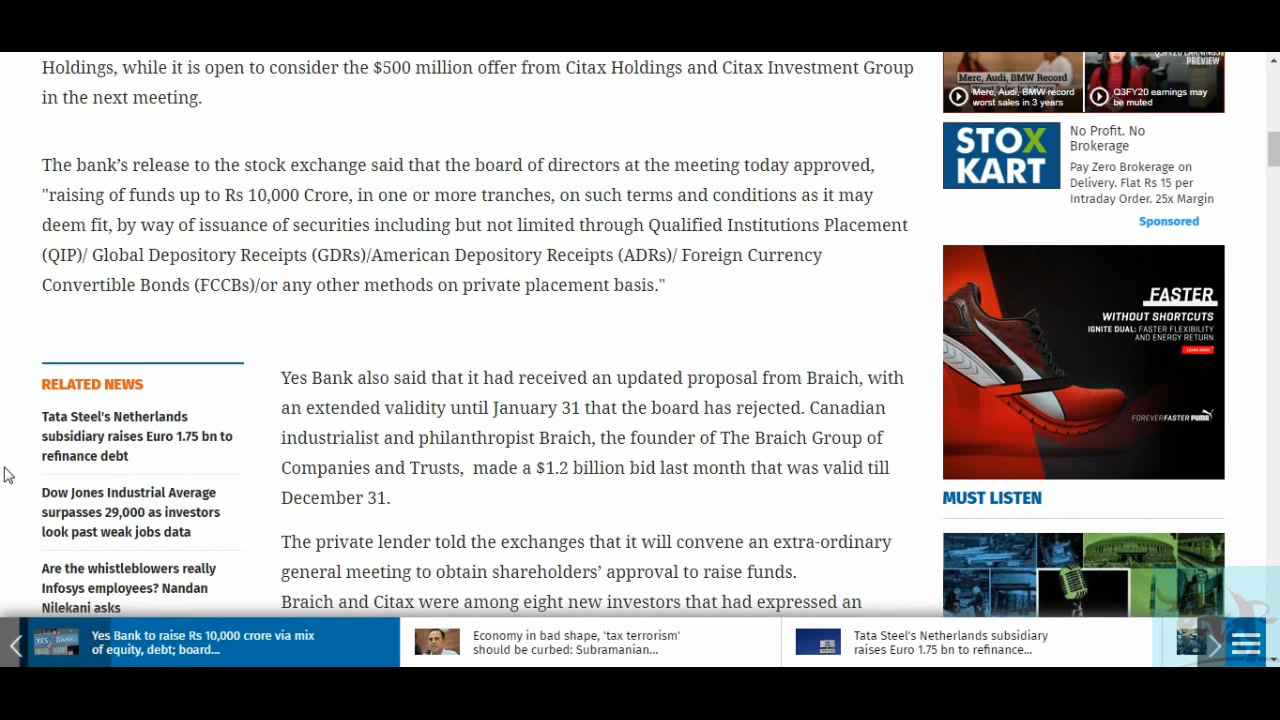 Holdings, while it is open to consider the $500 million offer from Citax Holdings and Citax Investment Group
in the next meeting.
The bank’s release to the stock exchange said that the board of directors at the meeting today approved,
"raising of funds up to Rs 10,000 Crore, in one or more tranches, on such terms and conditions as it may
deem fit, by way of issuance of securities including but not limited through Qualified Institutions Placement
(QIP)/ Global Depository Receipts (GDRs)/American Depository Receipts (ADRs)/ Foreign Currency
Convertible Bonds (FCCBs)/or any other methods on private placement basis."
RELATED NEWS
Tata Steel's Netherlands
subsidiary raises Euro 1.75 bn to
refinance debt
Dow Jones Industrial Average
surpasses 29,000 as investors
look past weak jobs data
Are the whistleblowers really
Infosys employees? Nandan
Nilekani asks
Yes Bank also said that it had received an updated proposal from Braich, with
an extended validity until January 31 that the board has rejected. Canadian
industrialist and philanthropist Braich, the founder of The Braich Group of
Companies and Trusts, made a $1.2 billion bid last month that was valid till
December 31.
The private lender told the exchanges that it will convene an extra-ordinary
general meeting to obtain shareholders’ approval to raise funds.
Braich and Citax were among eight new investors that had expressed an
PREVIEW
Merc, Audi, BMW Record
Merc, Audi, BMW record
worst sales in 3 years
Q3FY20 earnings may
be muted
STOX
KART
No Profit. No
Brokerage
Pay Zero Brokerage on
Delivery. Flat Rs 15 per
Intraday Order. 25x Margin
Sponsored
FASTER
WITHOUT SHORTCUTS
IGNITE DUAL: FASTER FLEXIBILITY
AND ENERGY RETURN
LEARN MORE
FOREVER FASTER PUMA
MUST LISTEN
YES BANK
Yes Bank to raise Rs 10,000 crore via mix
of equity, debt; board...
Economy in bad shape, 'tax terrorism'
should be curbed: Subramanian...
Tata Steel's Netherlands subsidiary
raises Euro 1.75 bn to refinance...